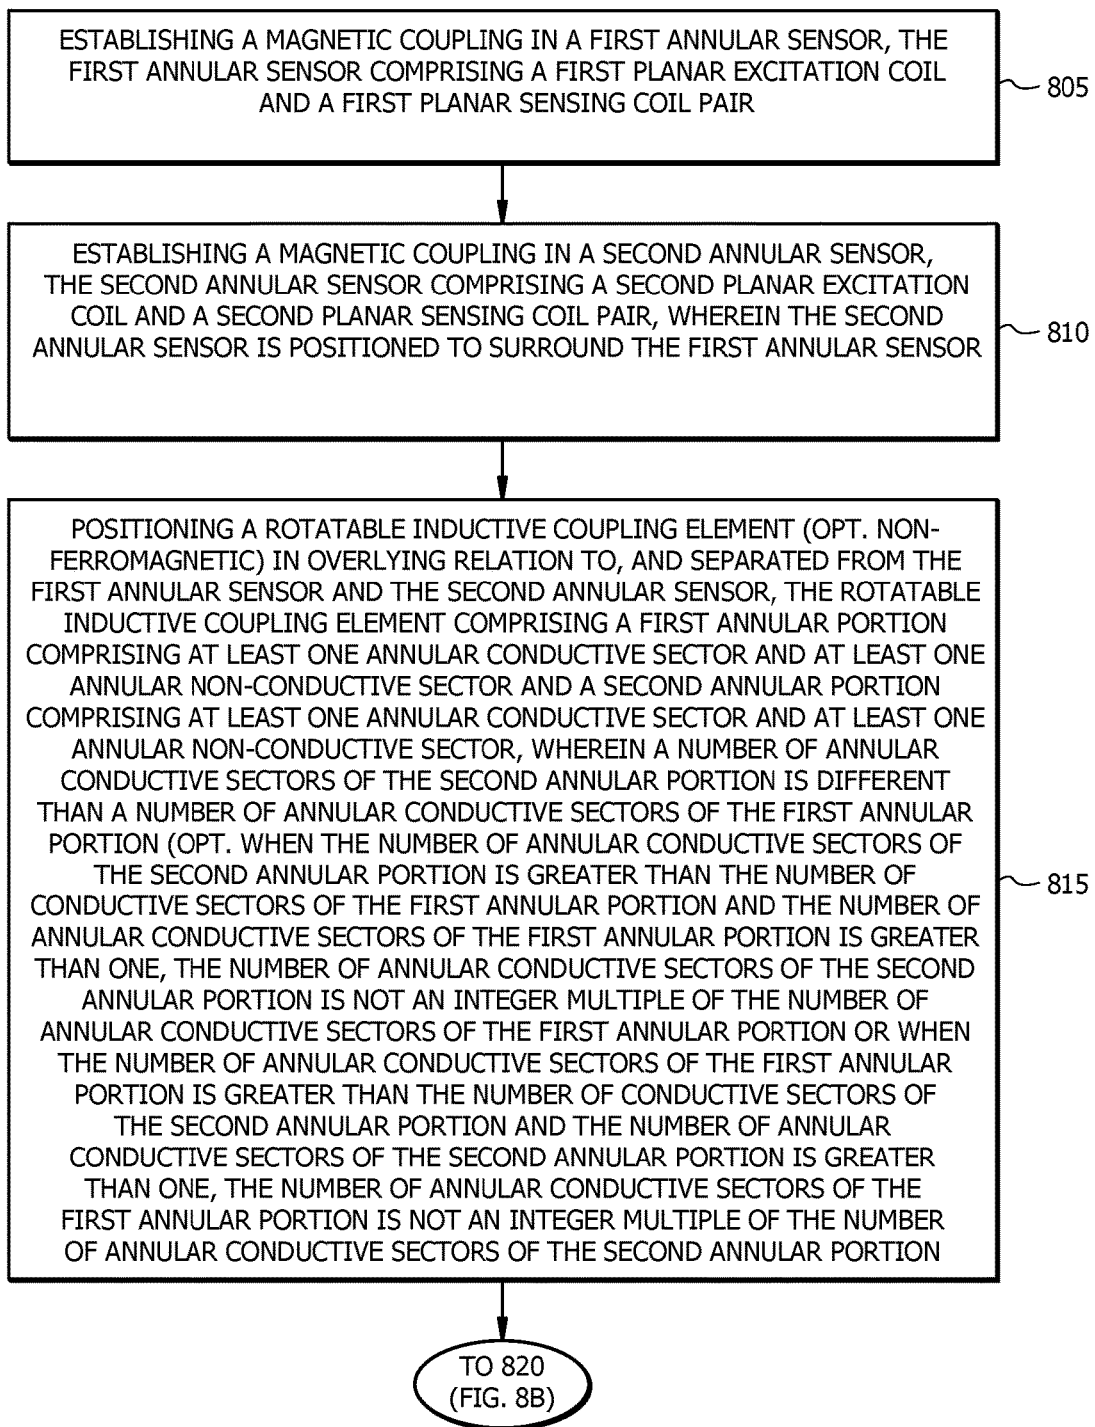 ESTABLISHING A MAGNETIC COUPLING IN A FIRST ANNULAR SENSOR, THE
FIRST ANNULAR SENSOR COMPRISING A FIRST PLANAR EXCITATION COIL
AND A FIRST PLANAR SENSING COIL PAIR
805
ESTABLISHING A MAGNETIC COUPLING IN A SECOND ANNULAR SENSOR,
THE SECOND ANNULAR SENSOR COMPRISING A SECOND PLANAR EXCITATION
COIL AND A SECOND PLANAR SENSING COIL PAIR, WHEREIN THE SECOND
ANNULAR SENSOR IS POSITIONED TO SURROUND THE FIRST ANNULAR SENSOR
810
POSITIONING A ROTATABLE INDUCTIVE COUPLING ELEMENT (OPT. NON-
FERROMAGNETIC) IN OVERLYING RELATION TO, AND SEPARATED FROM THE
FIRST ANNULAR SENSOR AND THE SECOND ANNULAR SENSOR, THE ROTATABLE
INDUCTIVE COUPLING ELEMENT COMPRISING A FIRST ANNULAR PORTION
COMPRISING AT LEAST ONE ANNULAR CONDUCTIVE SECTOR AND AT LEAST ONE
ANNULAR NON-CONDUCTIVE SECTOR AND A SECOND ANNULAR PORTION
COMPRISING AT LEAST ONE ANNULAR CONDUCTIVE SECTOR AND AT LEAST ONE
ANNULAR NON-CONDUCTIVE SECTOR, WHEREIN A NUMBER OF ANNULAR
CONDUCTIVE SECTORS OF THE SECOND ANNULAR PORTION IS DIFFERENT
THAN A NUMBER OF ANNULAR CONDUCTIVE SECTORS OF THE FIRST ANNULAR
PORTION (OPT. WHEN THE NUMBER OF ANNULAR CONDUCTIVE SECTORS OF
THE SECOND ANNULAR PORTION IS GREATER THAN THE NUMBER OF
CONDUCTIVE SECTORS OF THE FIRST ANNULAR PORTION AND THE NUMBER OF
ANNULAR CONDUCTIVE SECTORS OF THE FIRST ANNULAR PORTION IS GREATER
THAN ONE, THE NUMBER OF ANNULAR CONDUCTIVE SECTORS OF THE SECOND
ANNULAR PORTION IS NOT AN INTEGER MULTIPLE OF THE NUMBER OF
ANNULAR CONDUCTIVE SECTORS OF THE FIRST ANNULAR PORTION OR WHEN
THE NUMBER OF ANNULAR CONDUCTIVE SECTORS OF THE FIRST ANNULAR
PORTION IS GREATER THAN THE NUMBER OF CONDUCTIVE SECTORS OF
THE SECOND ANNULAR PORTION AND THE NUMBER OF ANNULAR
CONDUCTIVE SECTORS OF THE SECOND ANNULAR PORTION IS GREATER
THAN ONE, THE NUMBER OF ANNULAR CONDUCTIVE SECTORS OF THE
FIRST ANNULAR PORTION IS NOT AN INTEGER MULTIPLE OF THE NUMBER
OF ANNULAR CONDUCTIVE SECTORS OF THE SECOND ANNULAR PORTION
815
TO 820
(FIG. 8B)